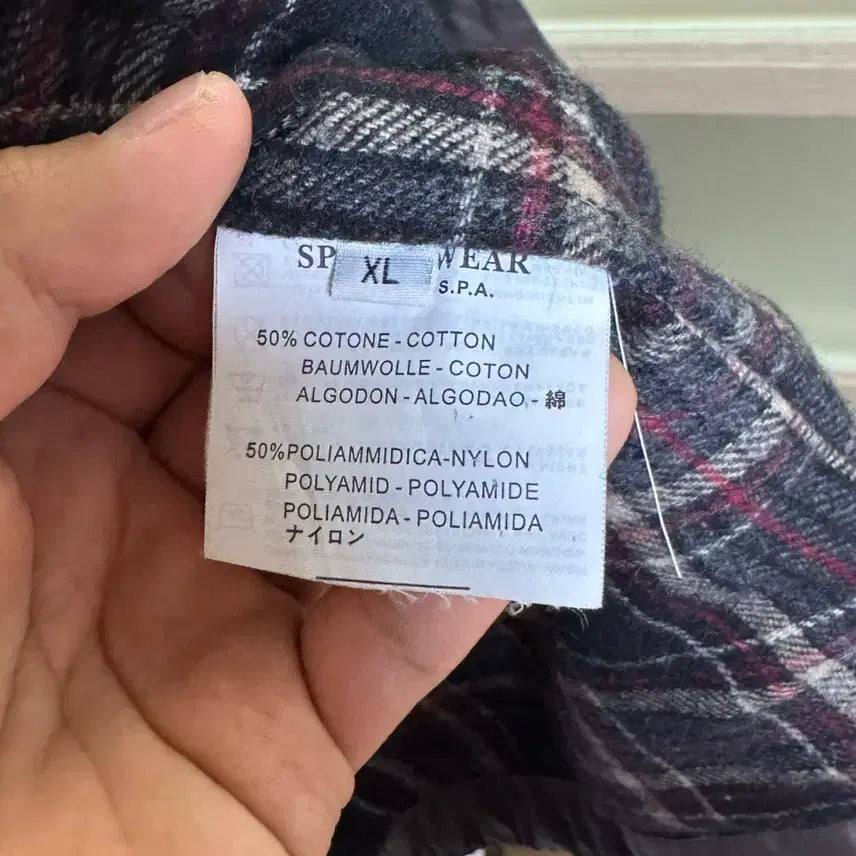 SP WEAR
XL
S.P.A.
50% COTONE - COTTON
BAUMWOLLE - COTON
ALGODON - ALGODAO - 綿
50%POLIAMMIDICA-NYLON
POLYAMID - POLYAMIDE
POLIAMIDA - POLIAMIDA
ナイロン